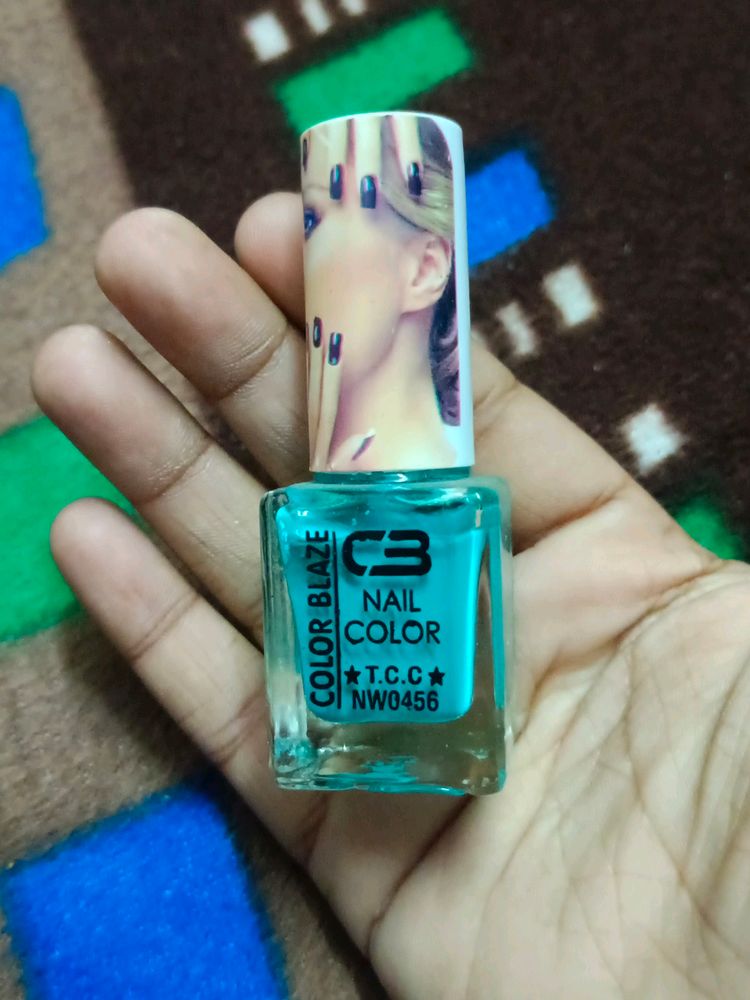 COLOR BLAZE
CB
NAIL
COLOR
★ T.C.C ★
NW0456